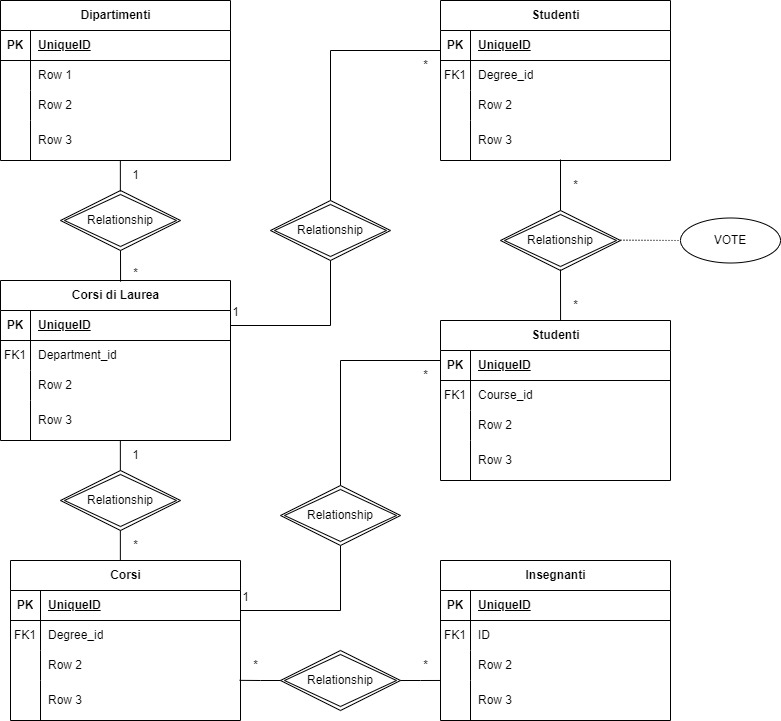 Dipartimenti
PK UniqueID
Row 1
Row 2
Row 3
1
Relationship
*
Corsi di Laurea
PK UniqueID
FK1 Department_id
Row 2
Row 3
1
Relationship
*
Corsi
PK UniqueID
FK1 Degree_id
Row 2
Row 3
1
Relationship
*
Studenti
PK UniqueID
FK1 Degree_id
Row 2
Row 3
*
Relationship
VOTE
*
Studenti
PK UniqueID
FK1 Course_id
Row 2
Row 3
*
Relationship
1
*
Relationship
*
Insegnanti
PK UniqueID
FK1 ID
Row 2
Row 3